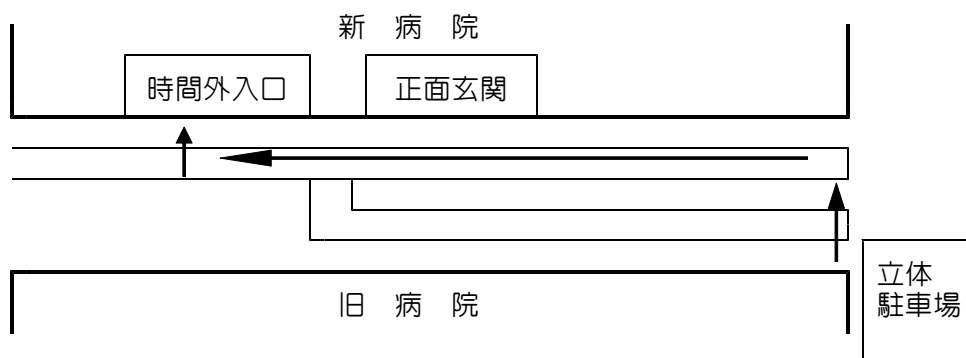 新 病 院
時間外入口
正面玄関
旧 病 院
立体
駐車場